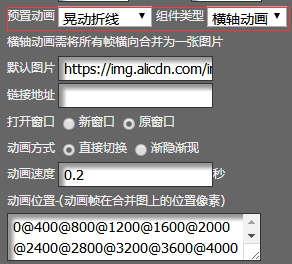 预置动画 晃动折线 组件类型 横轴动画
横轴动画需将所有帧横向合并为一张图片
默认图片 https://img.alicdn.com/ir
链接地址
打开窗口 新窗口 原窗口
动画方式 直接切换 渐隐渐现
动画速度 0.2 秒
动画位置-(动画帧在合并图上的位置像素)
0@400@800@1200@1600@2000
@2400@2800@3200@3600@4000